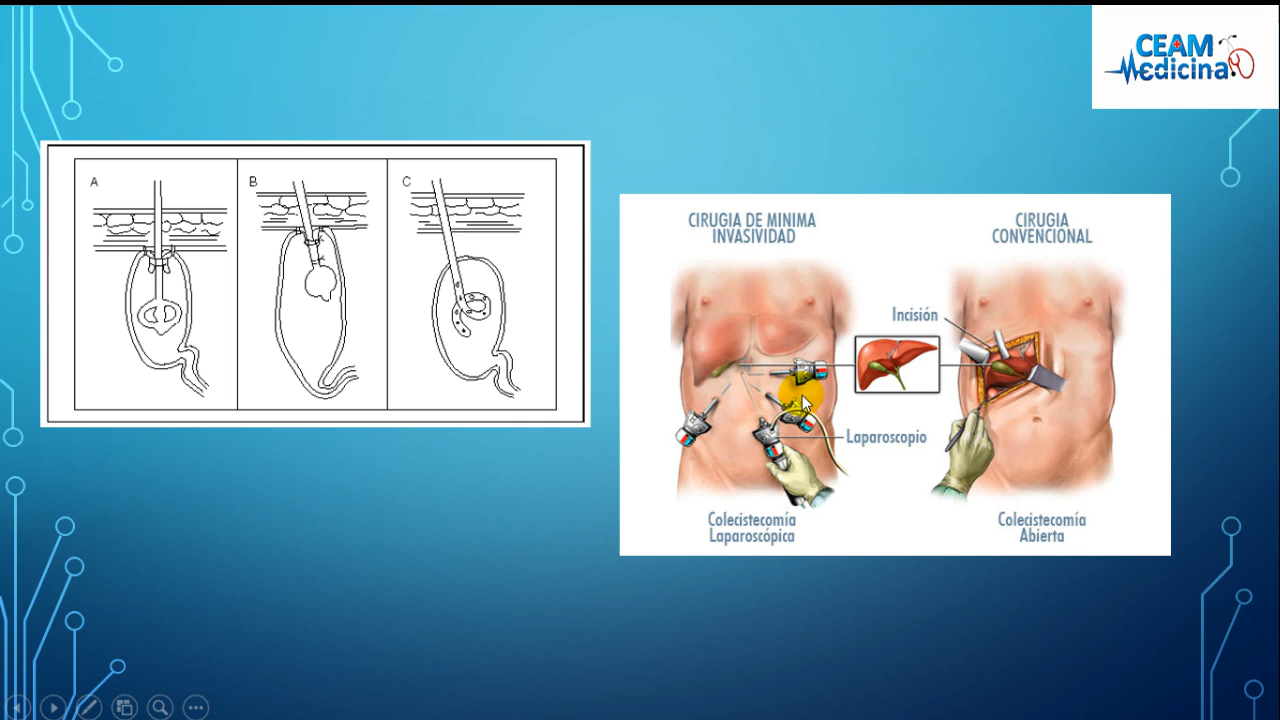 CEAM
Medicina
A
B
C
CIRUGIA DE MINIMA
INVASIVIDAD
CIRUGIA
CONVENCIONAL
Incisión
Laparoscopio
Colecistecomía
Laparoscópica
Colecistecomía
Abierta